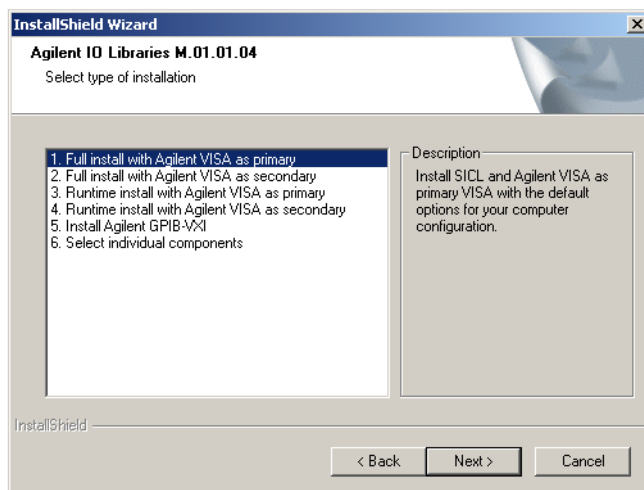 InstallShield Wizard
Agilent IO Libraries M.01.01.04
Select type of installation
1. Full install with Agilent VISA as primary
2. Full install with Agilent VISA as secondary
3. Runtime install with Agilent VISA as primary
4. Runtime install with Agilent VISA as secondary
5. Install Agilent GPIB-VXI
6. Select individual components
Description
Install SICL and Agilent VISA as
primary VISA with the default
options for your computer
configuration.
InstallShield
< Back
Next >
Cancel